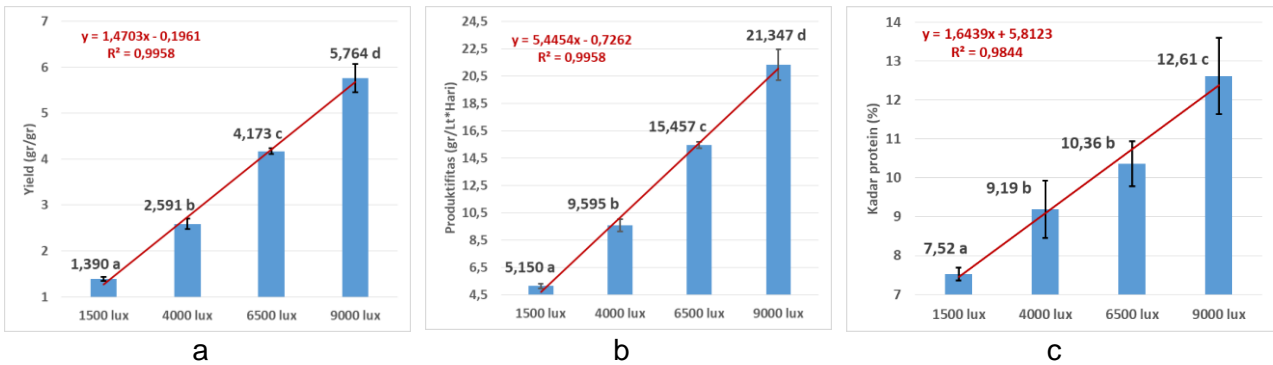 7
6
5
4
3
2
1
Yield (gr/gr)
y = 1,4703x - 0,1961
R² = 0,9958
1,390 a
2,591 b
4,173 c
5,764 d
1500 lux
4000 lux
6500 lux
9000 lux
a
24,5
22,5
20,5
18,5
16,5
14,5
12,5
10,5
8,5
6,5
4,5
Produktifitas (gr/Lt*Hari)
y = 5,4454x - 0,7262
R² = 0,9958
5,150 a
9,595 b
15,457 c
21,347 d
1500 lux
4000 lux
6500 lux
9000 lux
b
14
13
12
11
10
9
8
7
Kadar protein (%)
y = 1,6439x + 5,8123
R² = 0,9844
7,52 a
9,19 b
10,36 b
12,61 c
1500 lux
4000 lux
6500 lux
9000 lux
c